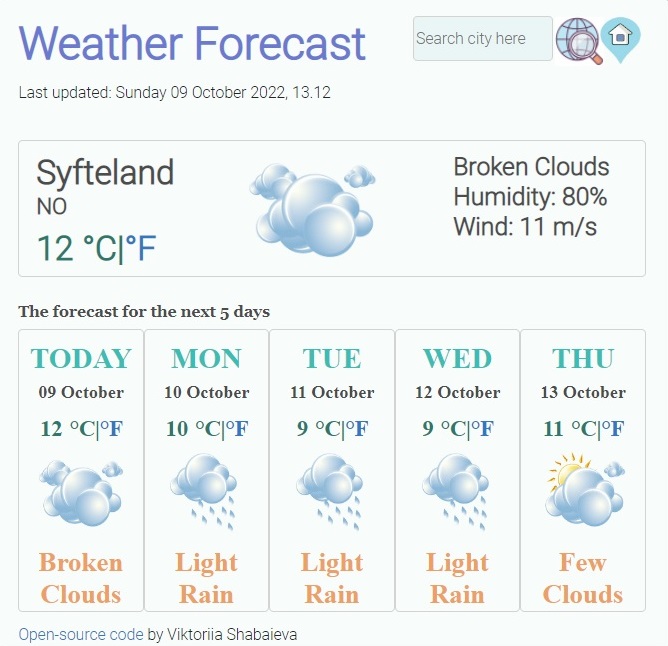 Weather Forecast
Search city here
Last updated: Sunday 09 October 2022, 13.12
Syfteland
NO
12 °C|°F
Broken Clouds
Humidity: 80%
Wind: 11 m/s
The forecast for the next 5 days
TODAY
09 October
12 °C|°F
Broken
Clouds
MON
10 October
10 °C|°F
Light
Rain
TUE
11 October
9 °C|°F
Light
Rain
WED
12 October
9 °C|°F
Light
Rain
THU
13 October
11 °C|°F
Few
Clouds
Open-source code by Viktoriia Shabaieva